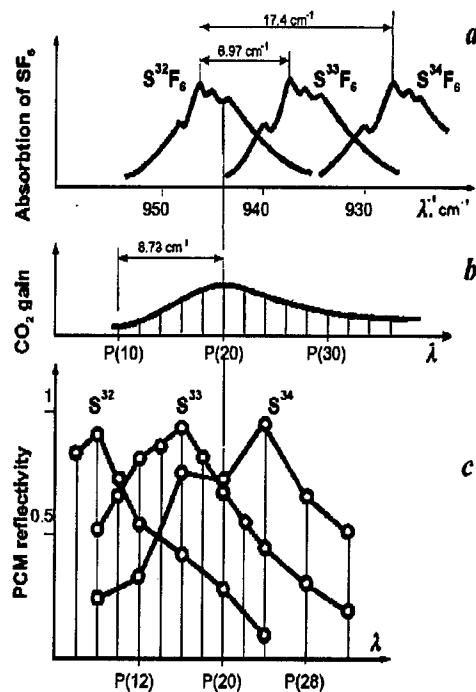 17.4 cm⁻¹
a
8.97 cm⁻¹
S³²F₆ S³³F₆ S³⁴F₆
Absorbtion of SF₆
950 940 930 λ⁻¹, cm⁻¹
b
8.73 cm⁻¹
CO₂ gain
P(10) P(20) P(30) λ
c
S³² S³³ S³⁴
1
0.5
PCM reflectivity
λ
P(12) P(20) P(28)